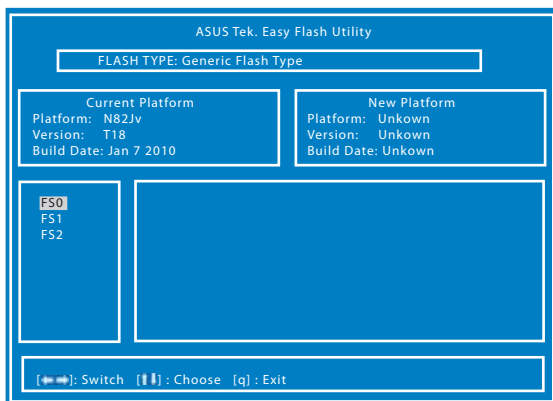 ASUS Tek. Easy Flash Utility
FLASH TYPE: Generic Flash Type
Current Platform
Platform: N82Jv
Version: T18
Build Date: Jan 7 2010
New Platform
Platform: Unkown
Version: Unkown
Build Date: Unkown
FS0
FS1
FS2
[⬅➡]: Switch [⬆⬇] : Choose [q] : Exit